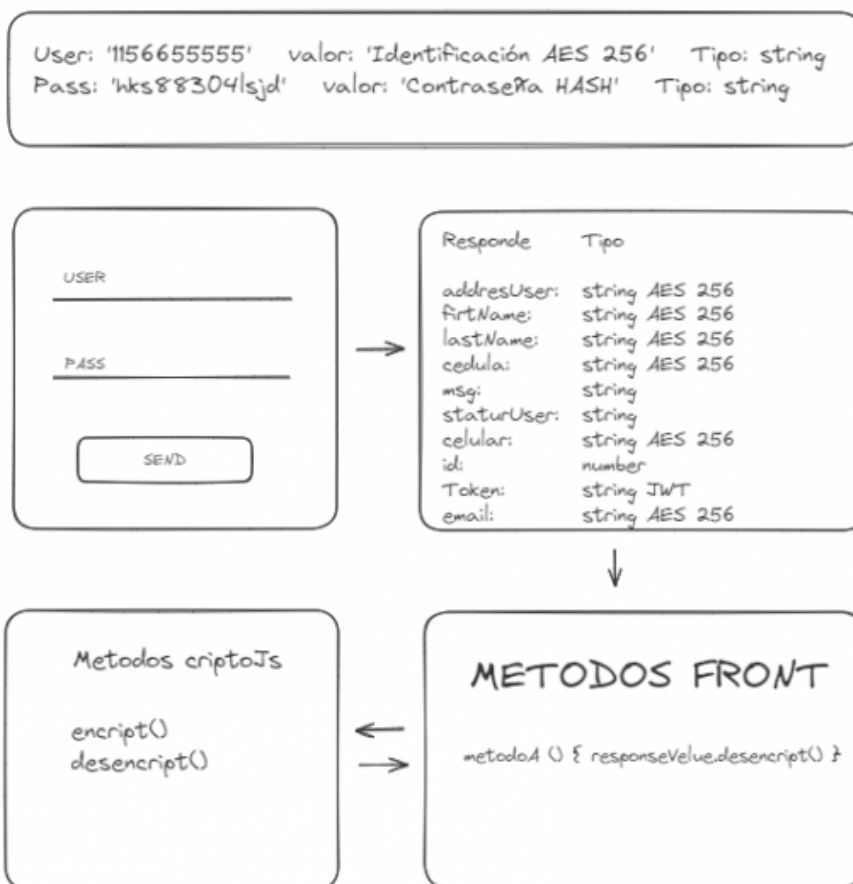 User: '1156655555' valor: 'Identificación AES 256' Tipo: string
Pass: 'hks88304lsjd' valor: 'Contraseña HASH' Tipo: string
USER
PASS
SEND
Responde Tipo
addresUser: string AES 256
firtName: string AES 256
lastName: string AES 256
cedula: string AES 256
msg: string
staturUser: string
celular: string AES 256
id: number
Token: string JWT
email: string AES 256
Metodos criptoJs
encript()
desencript()
METODOS FRONT
metodoA () { responseVelue.desencript() }